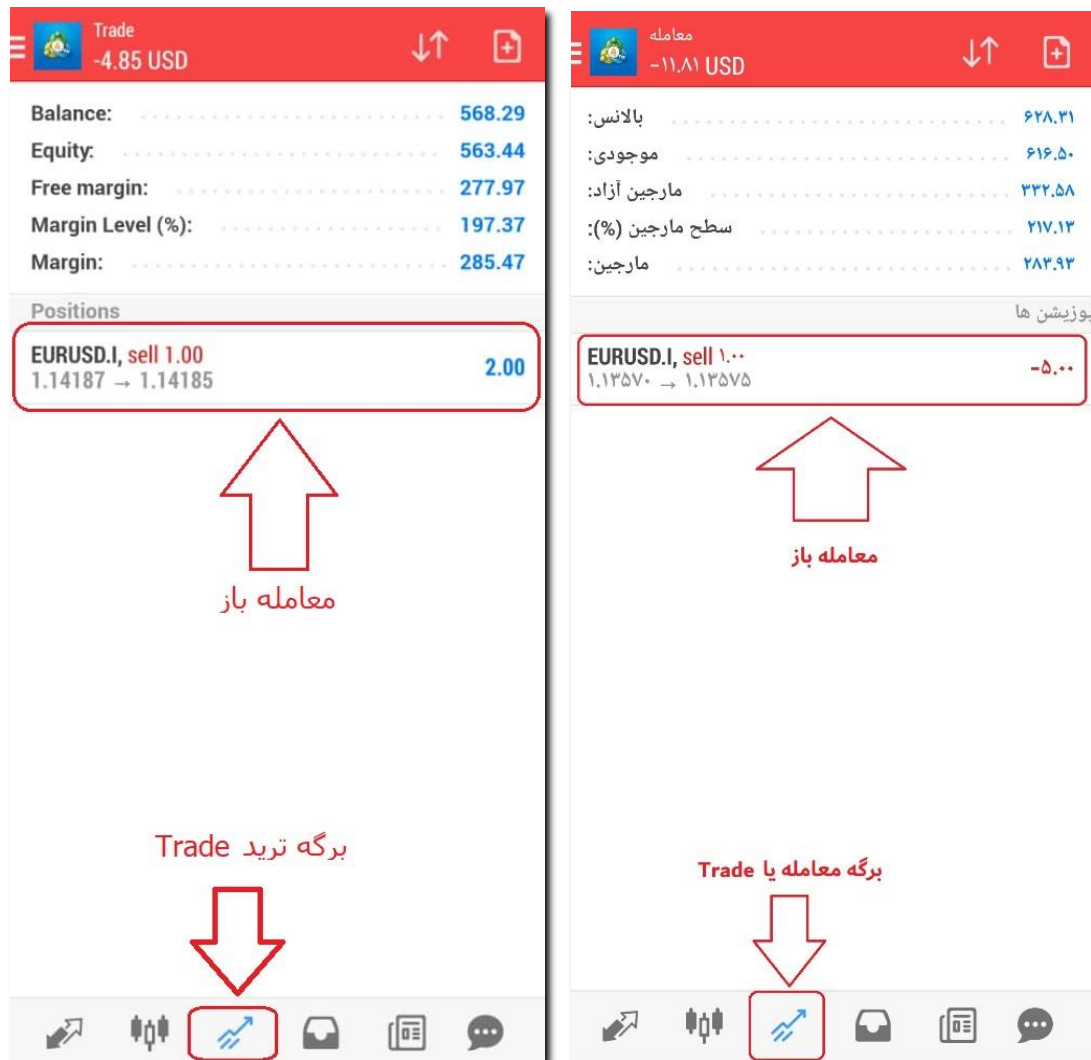 Trade
-4.85 USD
Balance: 568.29
Equity: 563.44
Free margin: 277.97
Margin Level (%): 197.37
Margin: 285.47
Positions
EURUSD.I, sell 1.00
1.14187 → 1.14185
2.00
معامله باز
برگه ترید Trade
معامله
-۱۱.۸۱ USD
بالانس: ۶۲۸.۳۱
موجودی: ۶۱۶.۵۰
مارجین آزاد: ۳۳۲.۵۸
سطح مارجین (%): ۲۱۷.۱۳
مارجین: ۲۸۳.۹۳
پوزیشن ها
EURUSD.I, sell ۱.۰۰
۱.۱۳۵۷۰ → ۱.۱۳۵۷۵
-۵.۰۰
معامله باز
برگه معامله یا Trade